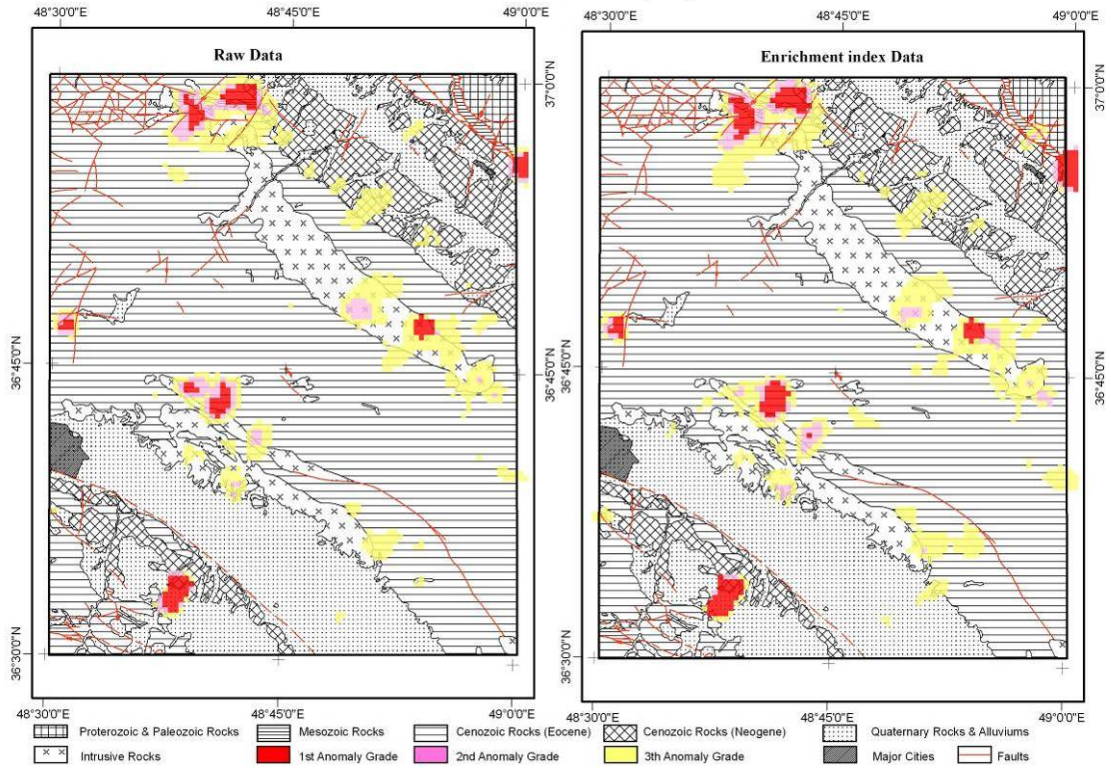 48°30'0"E 48°45'0"E 49°0'0"E 48°30'0"E 48°45'0"E 49°0'0"E
Raw Data
Enrichment index Data
37°0'0"N
37°0'0"N
36°45'0"N
36°45'0"N
36°45'0"N
36°45'0"N
36°30'0"N
36°30'0"N
48°30'0"E 48°45'0"E 49°0'0"E 48°30'0"E 48°45'0"E 49°0'0"E
Proterozoic & Paleozoic Rocks Mesozoic Rocks Cenozoic Rocks (Eocene) Cenozoic Rocks (Neogene) Quaternary Rocks & Alluviums
Intrusive Rocks 1st Anomaly Grade 2nd Anomaly Grade 3th Anomaly Grade Major Cities Faults